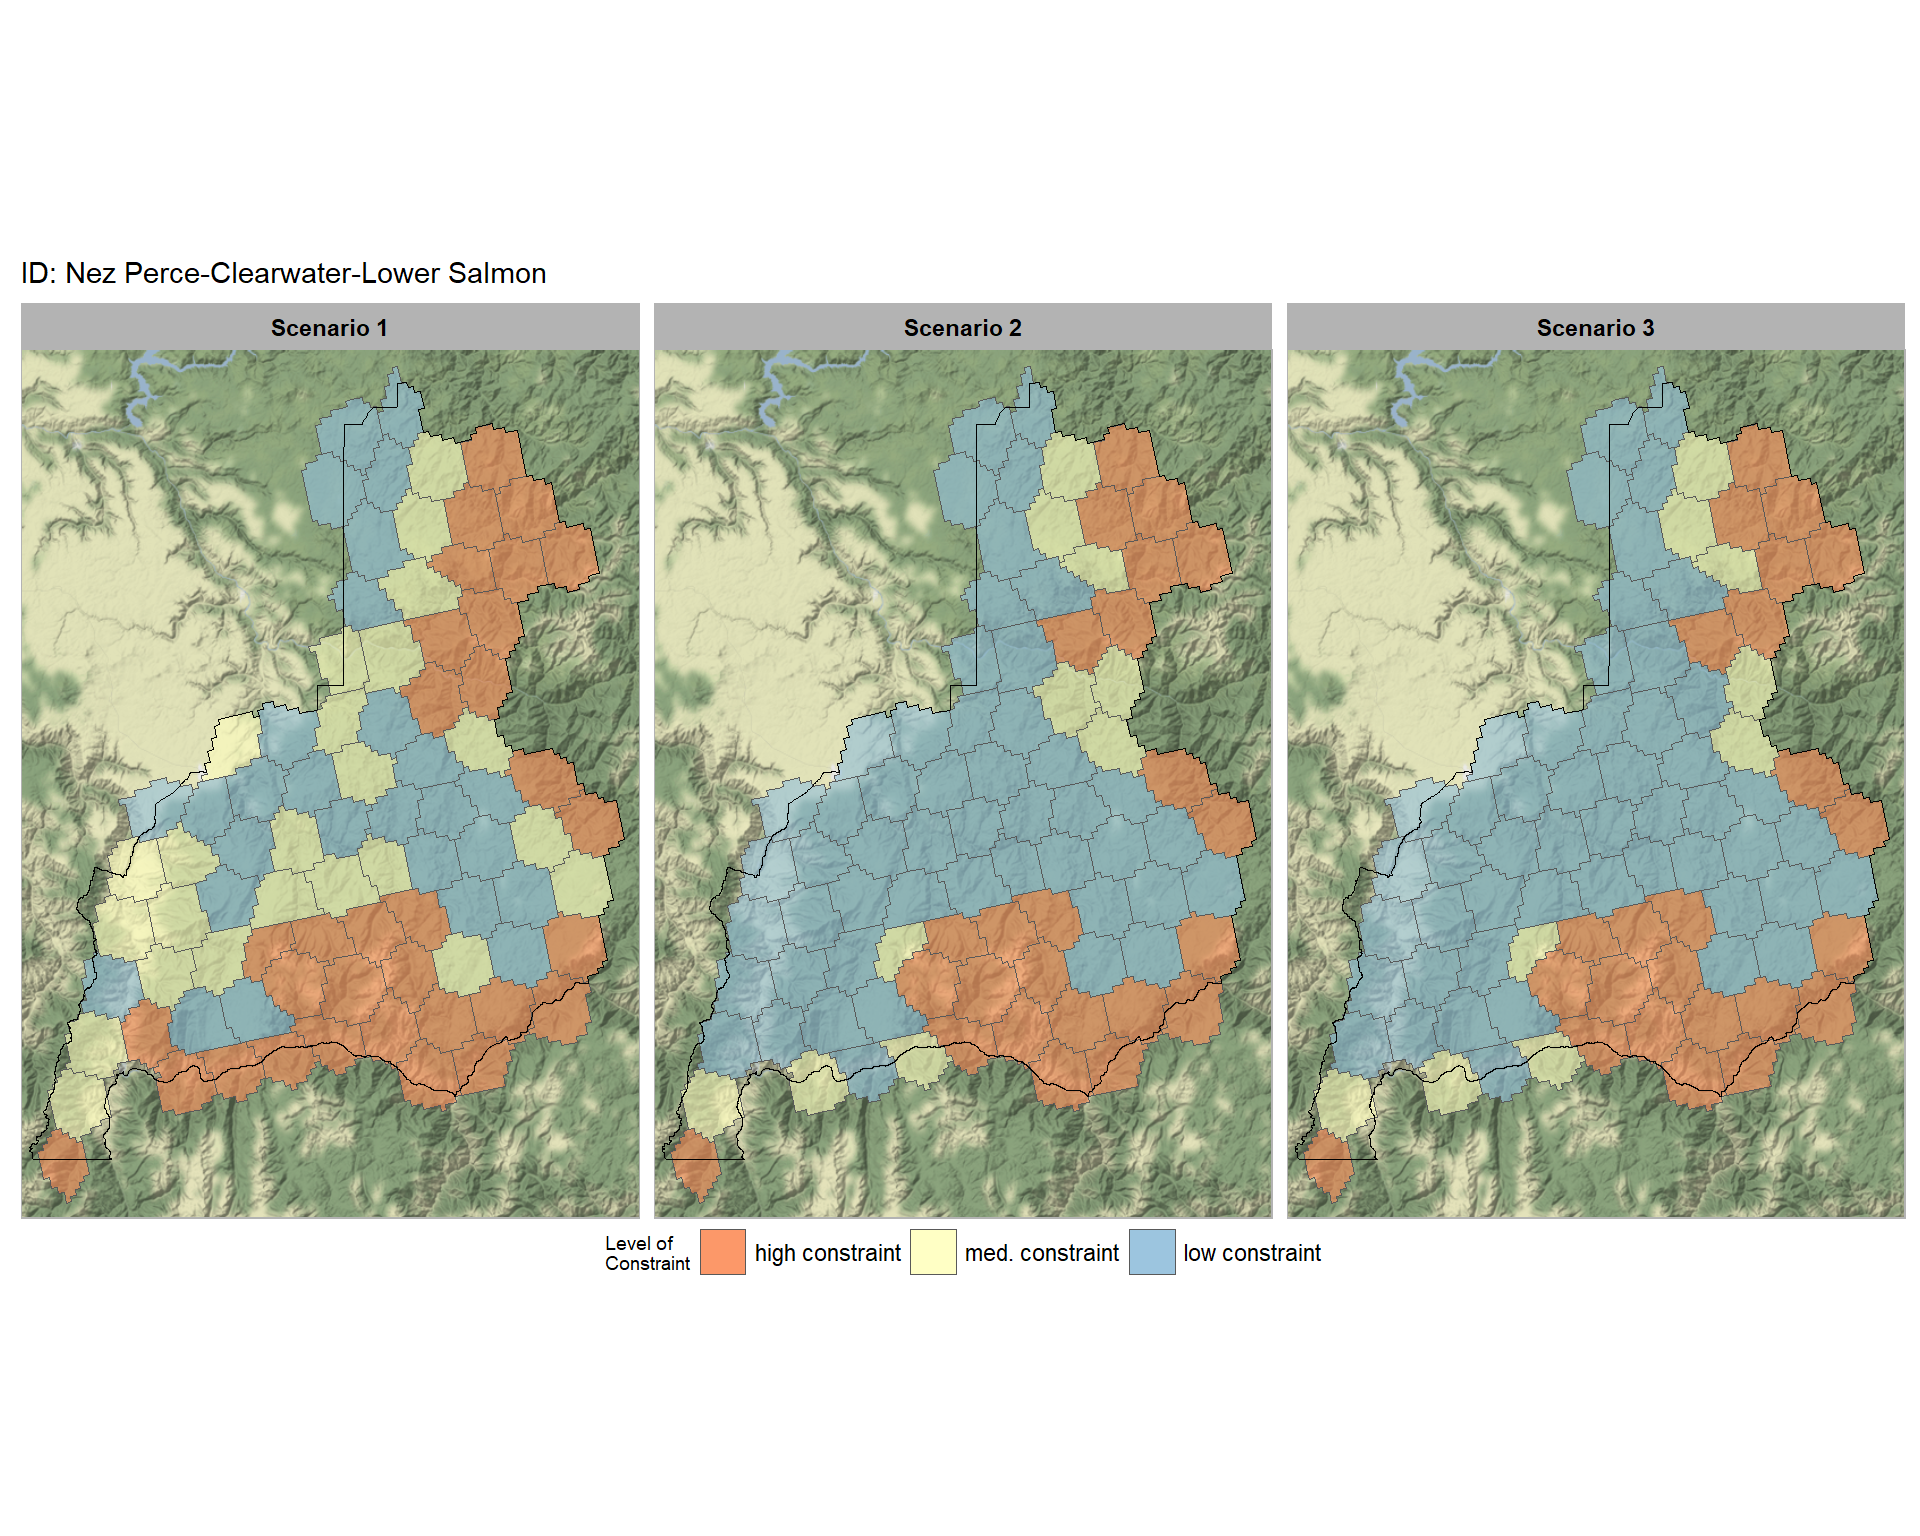 ID: Nez Perce-Clearwater-Lower Salmon
Scenario 1
Scenario 2
Scenario 3
Level of
Constraint
high constraint
med. constraint
low constraint